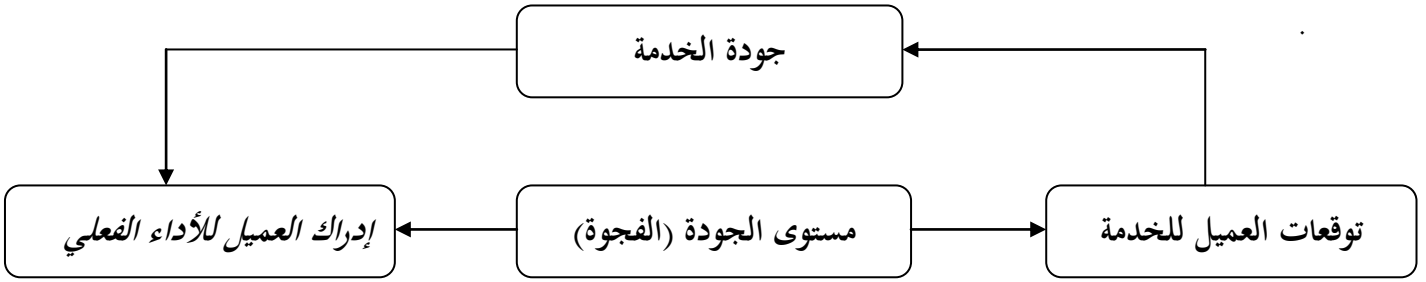 جودة الخدمة
توقعات العميل للخدمة
مستوى الجودة (الفجوة)
إدراك العميل للأداء الفعلي